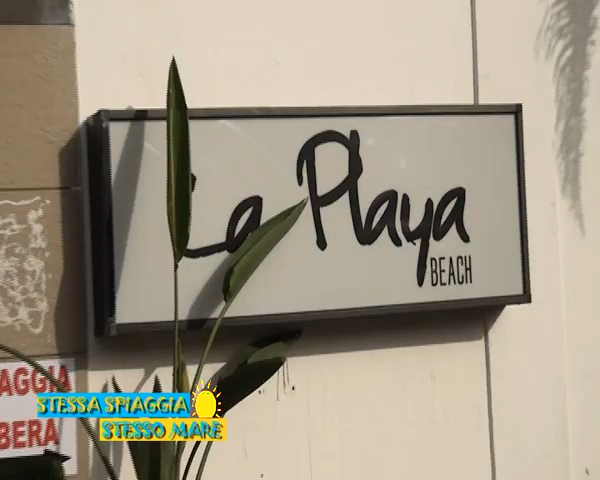 La Playa
BEACH
AGGIA
BERA
STESSA SPIAGGIA
STESSO MARE